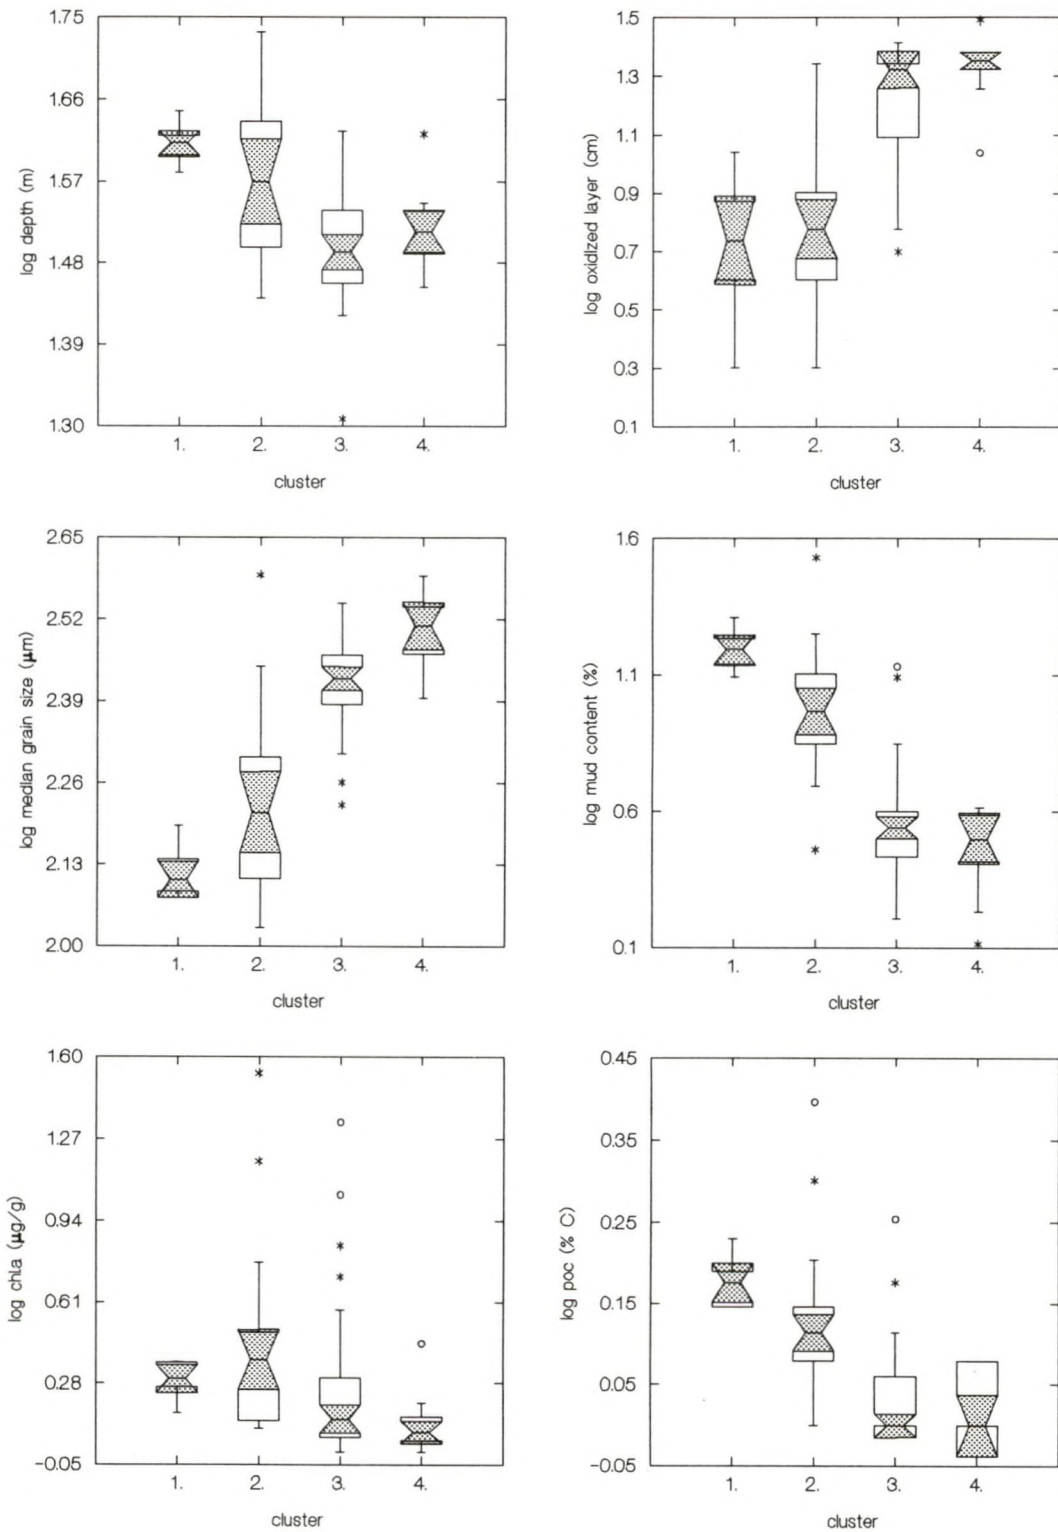 log depth (m)
1.75
1.66
1.57
1.48
1.39
1.30
1. 2. 3. 4.
cluster
log oxidized layer (cm)
1.5
1.3
1.1
0.9
0.7
0.5
0.3
0.1
1. 2. 3. 4.
cluster
log median grain size (μm)
2.65
2.52
2.39
2.26
2.13
2.00
1. 2. 3. 4.
cluster
log mud content (%)
1.6
1.1
0.6
0.1
1. 2. 3. 4.
cluster
log chl.a (μg/g)
1.60
1.27
0.94
0.61
0.28
-0.05
1. 2. 3. 4.
cluster
log poc (% C)
0.45
0.35
0.25
0.15
0.05
-0.05
1. 2. 3. 4.
cluster